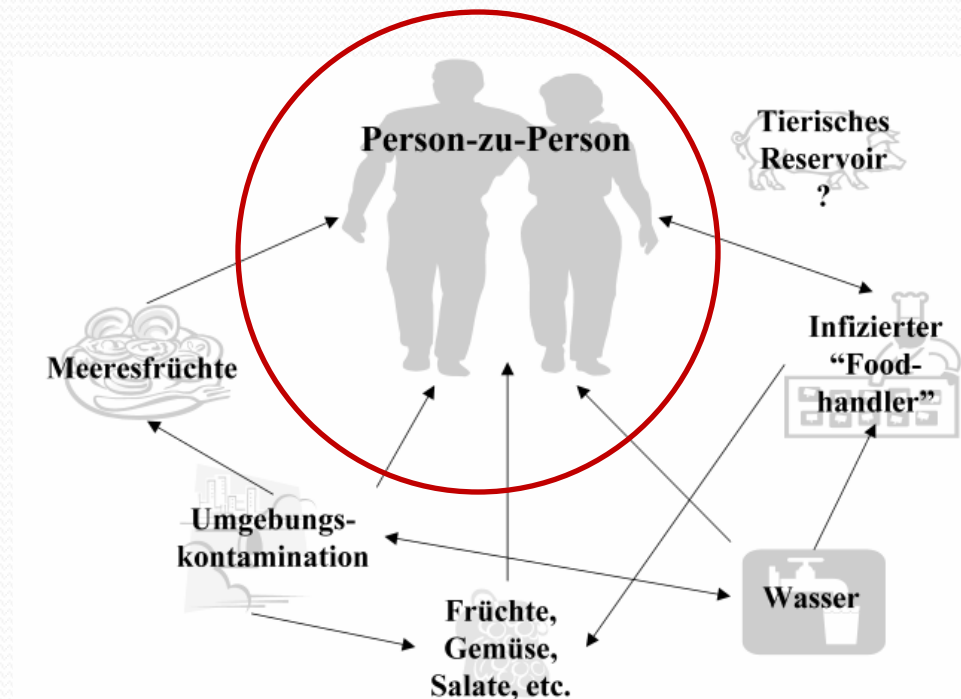 Person-zu-Person
Tierisches
Reservoir
?
Meeresfrüchte
Infizierter
“Food-
handler”
Umgebungs-
kontamination
Wasser
Früchte,
Gemüse,
Salate, etc.